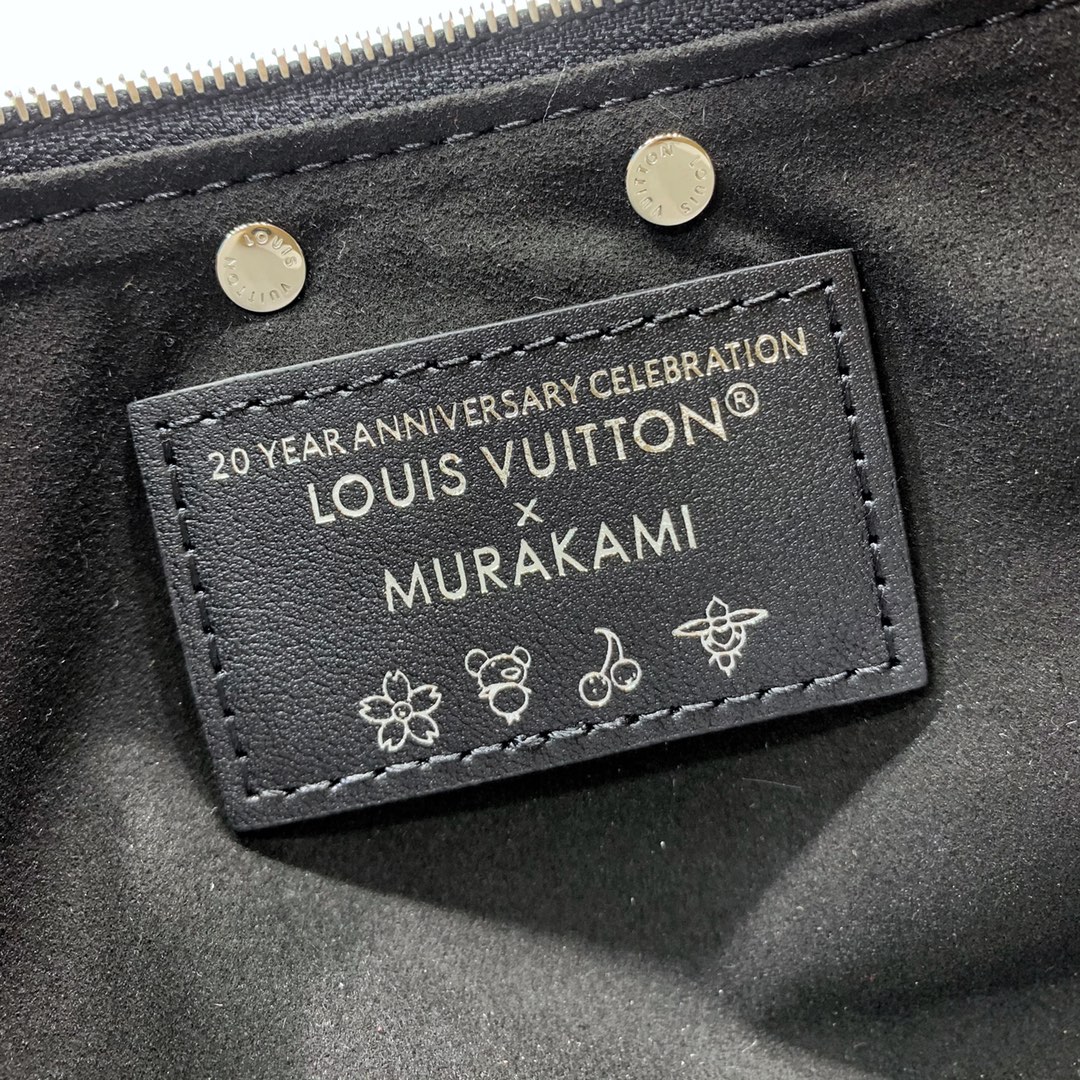 LOUIS VUITTON
LOUIS VUITTON
20 YEAR ANNIVERSARY CELEBRATION
LOUIS VUITTON®
x
MURAKAMI